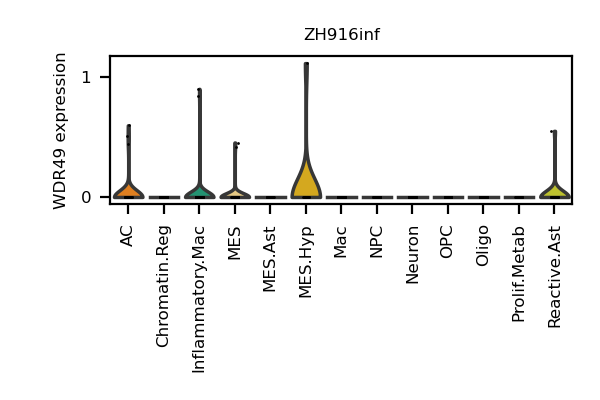 ZH916inf
WDR49 expression
1
0
AC
Chromatin.Reg
Inflammatory.Mac
MES
MES.Ast
MES.Hyp
Mac
NPC
Neuron
OPC
Oligo
Prolif.Metab
Reactive.Ast